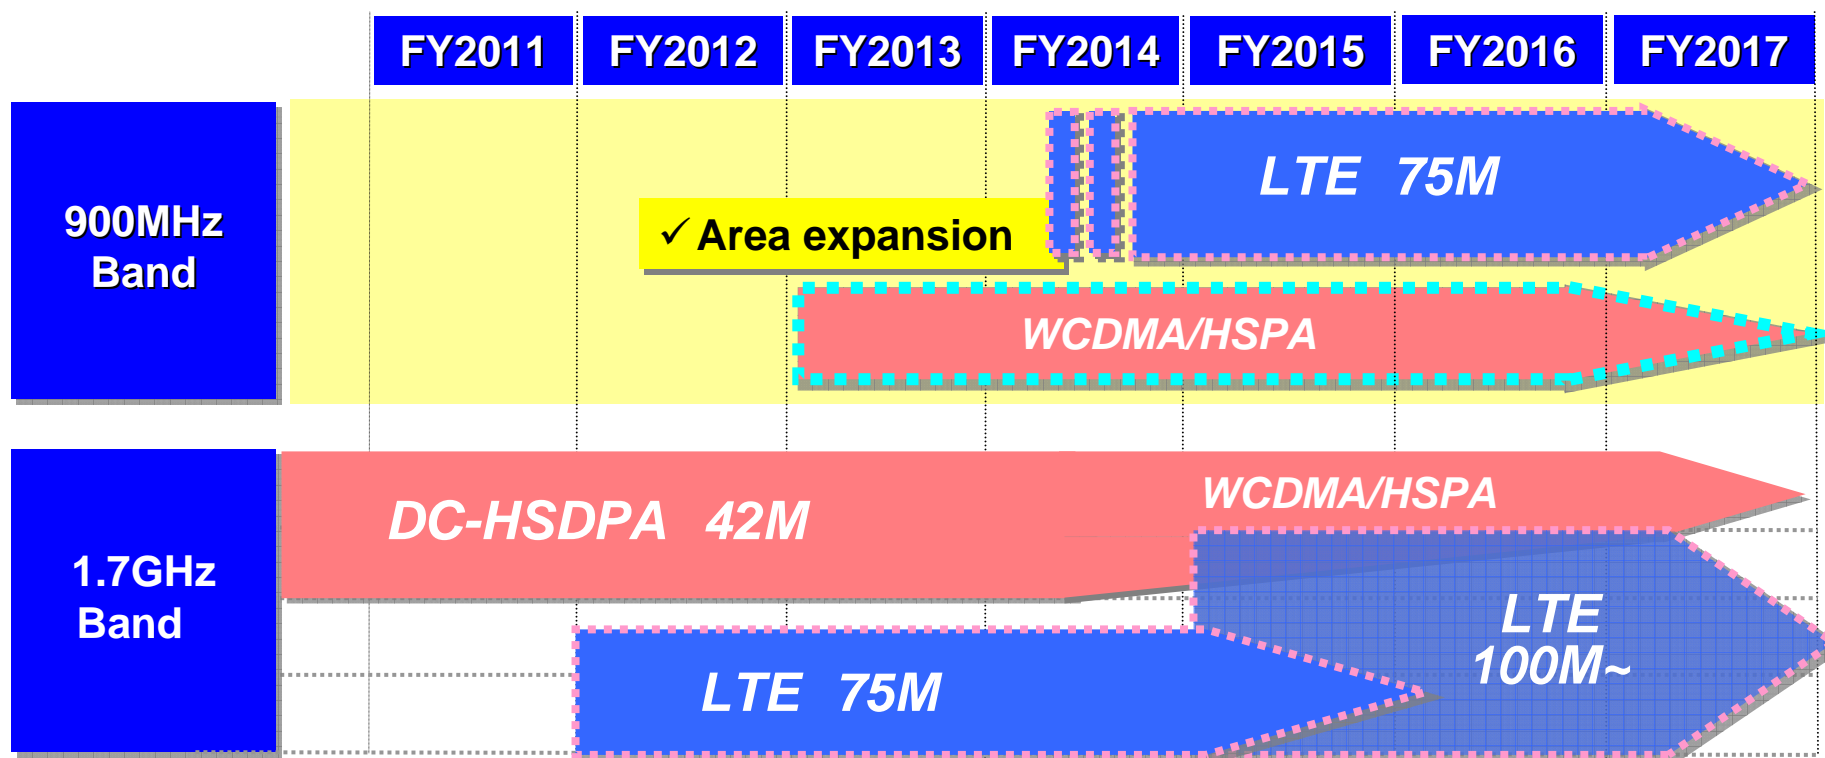 FY2011 FY2012 FY2013 FY2014 FY2015 FY2016 FY2017
900MHz
Band
LTE 75M
✓ Area expansion
WCDMA/HSPA
1.7GHz
Band
DC-HSDPA 42M
WCDMA/HSPA
LTE
100M~
LTE 75M